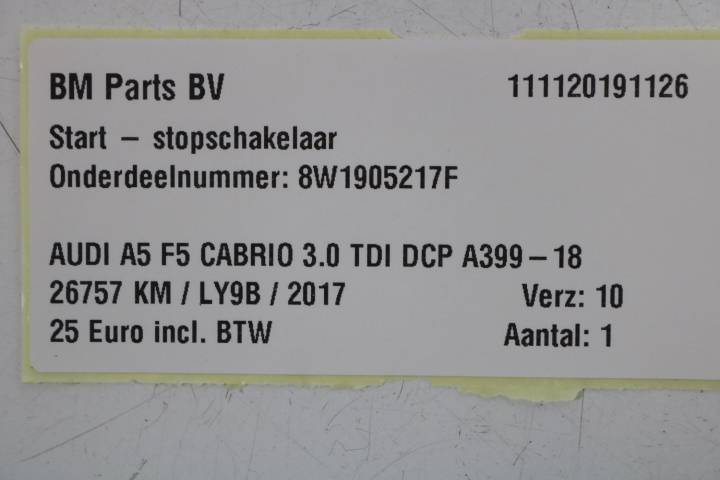 BM Parts BV 111120191126
Start – stopschakelaar
Onderdeelnummer: 8W1905217F
AUDI A5 F5 CABRIO 3.0 TDI DCP A399 – 18
26757 KM / LY9B / 2017 Verz: 10
25 Euro incl. BTW Aantal: 1